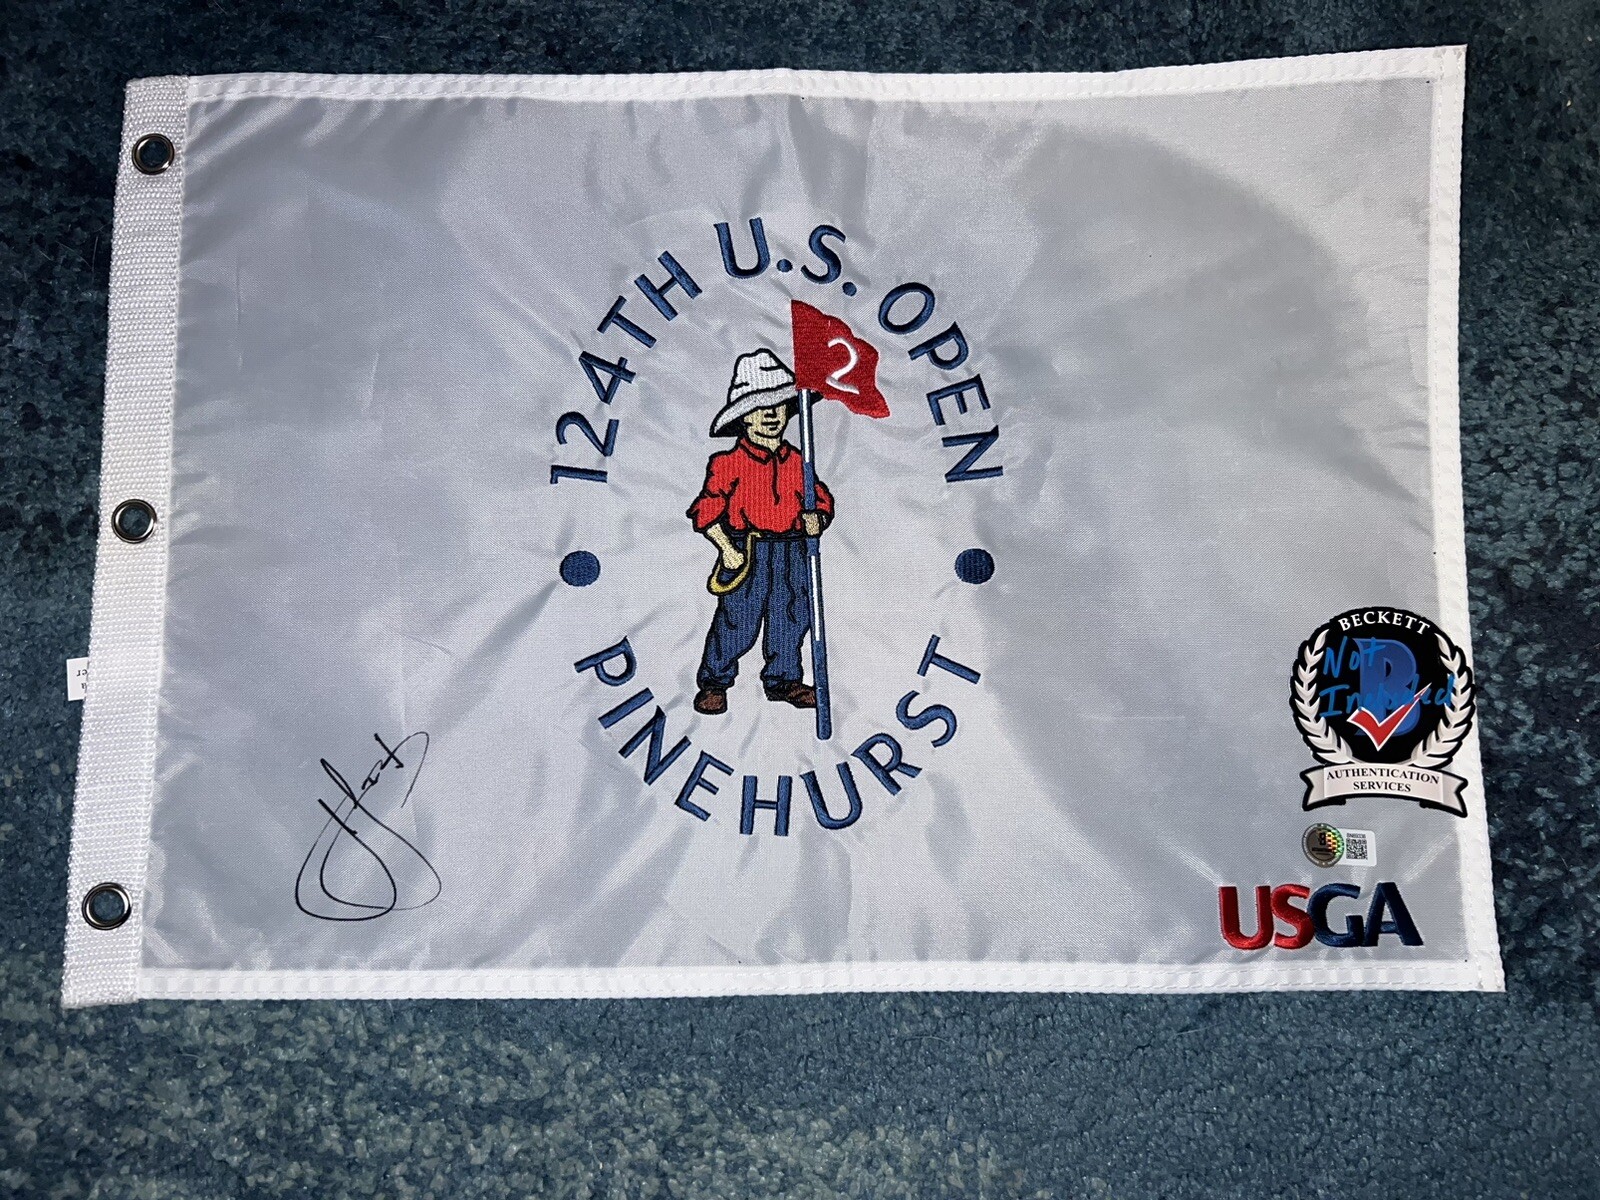 124TH U.S. OPEN
2
PINEHURST
BECKETT
B
Not
Included
AUTHENTICATION
SERVICES
USGA